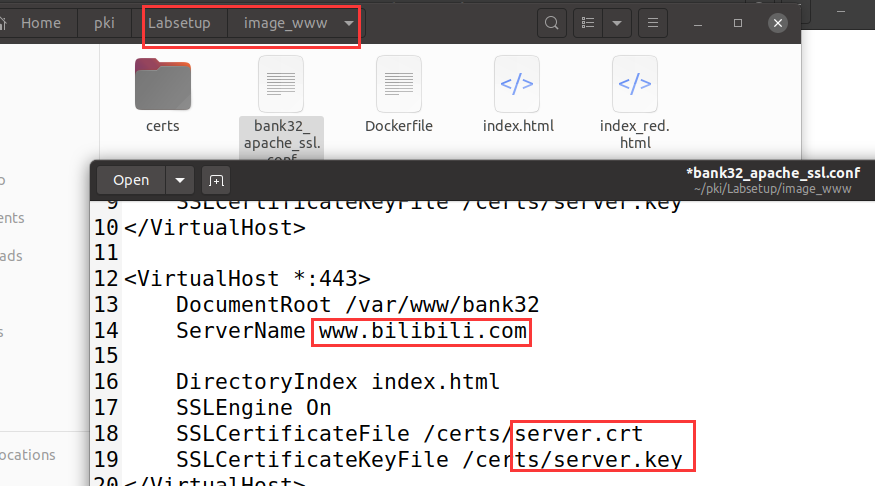 Home pki Labsetup image_www
certs
bank32_
apache_ssl.
conf
Dockerfile
index.html
index_red.
html
ents
ads
s
ocations
Open
*bank32_apache_ssl.conf
~/pki/Labsetup/image_www
9 SSLCertificateKeyFile /certs/server.key
10 </VirtualHost>
11
12 <VirtualHost *:443>
13 DocumentRoot /var/www/bank32
14 ServerName www.bilibili.com
15
16 DirectoryIndex index.html
17 SSLEngine On
18 SSLCertificateFile /certs/server.crt
19 SSLCertificateKeyFile /certs/server.key
20 </VirtualHost>